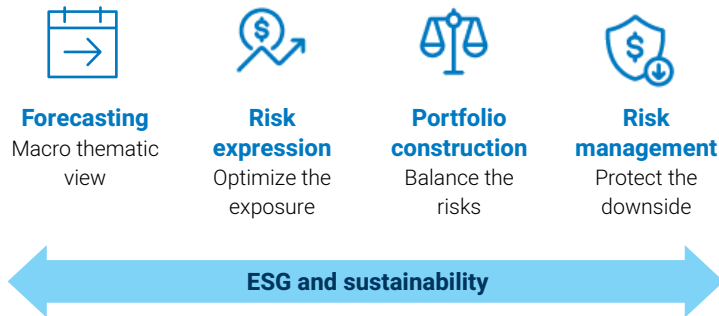 Forecasting
Macro thematic
view
Risk
expression
Optimize the
exposure
Portfolio
construction
Balance the
risks
Risk
management
Protect the
downside
ESG and sustainability